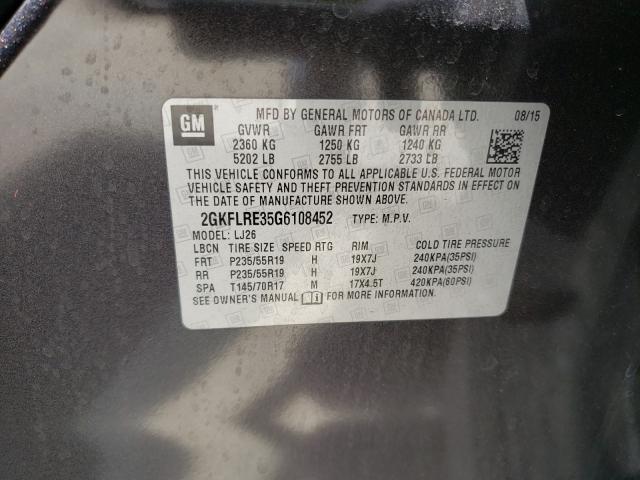 GM
MFD BY GENERAL MOTORS OF CANADA LTD. 08/15
GVWR GAWR FRT GAWR RR
2360 KG 1250 KG 1240 KG
5202 LB 2755 LB 2733 LB
THIS VEHICLE CONFORMS TO ALL APPLICABLE U.S. FEDERAL MOTOR
VEHICLE SAFETY AND THEFT PREVENTION STANDARDS IN EFFECT ON
THE DATE OF MANUFACTURE SHOWN ABOVE.
2GKFLRE35G6108452 TYPE: M.P.V.
MODEL: LJ26
LBCN TIRE SIZE SPEED RTG RIM COLD TIRE PRESSURE
FRT P235/55R19 H 19X7J 240KPA(35PSI)
RR P235/55R19 H 19X7J 240KPA(35PSI)
SPA T145/70R17 M 17X4.5T 420KPA(60PSI)
SEE OWNER'S MANUAL FOR MORE INFORMATION.